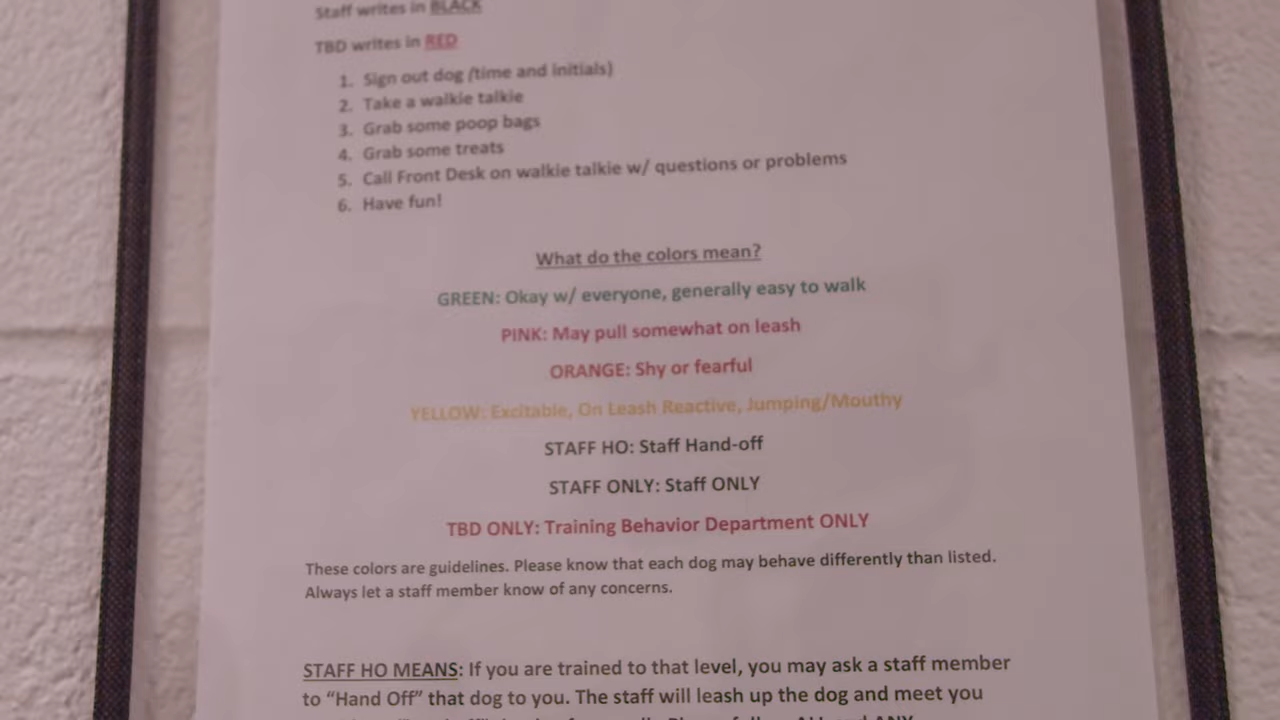 Staff writes in BLACK
TBD writes in RED
1. Sign out dog (time and initials)
2. Take a walkie talkie
3. Grab some poop bags
4. Grab some treats
5. Call Front Desk on walkie talkie w/ questions or problems
6. Have fun!
What do the colors mean?
GREEN: Okay w/ everyone, generally easy to walk
PINK: May pull somewhat on leash
ORANGE: Shy or fearful
YELLOW: Excitable, On Leash Reactive, Jumping/Mouthy
STAFF HO: Staff Hand-off
STAFF ONLY: Staff ONLY
TBD ONLY: Training Behavior Department ONLY
These colors are guidelines. Please know that each dog may behave differently than listed.
Always let a staff member know of any concerns.
STAFF HO MEANS: If you are trained to that level, you may ask a staff member
to “Hand Off” that dog to you. The staff will leash up the dog and meet you